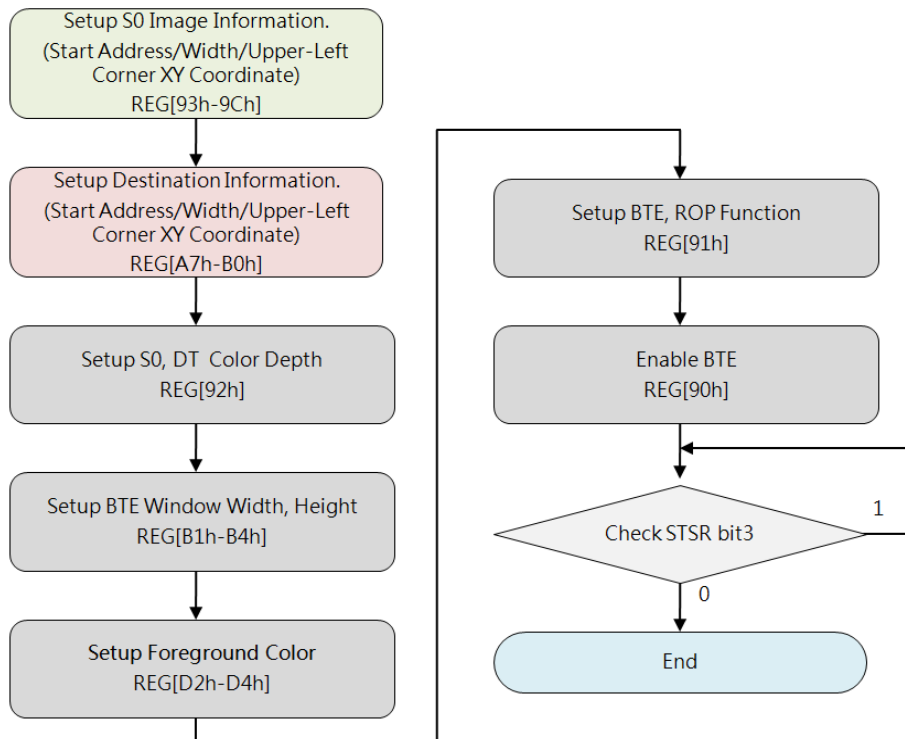 Setup S0 Image Information.
(Start Address/Width/Upper-Left
Corner XY Coordinate)
REG[93h-9Ch]
Setup Destination Information.
(Start Address/Width/Upper-Left
Corner XY Coordinate)
REG[A7h-B0h]
Setup S0, DT Color Depth
REG[92h]
Setup BTE Window Width, Height
REG[B1h-B4h]
Setup Foreground Color
REG[D2h-D4h]
Setup BTE, ROP Function
REG[91h]
Enable BTE
REG[90h]
Check STSR bit3
1
0
End